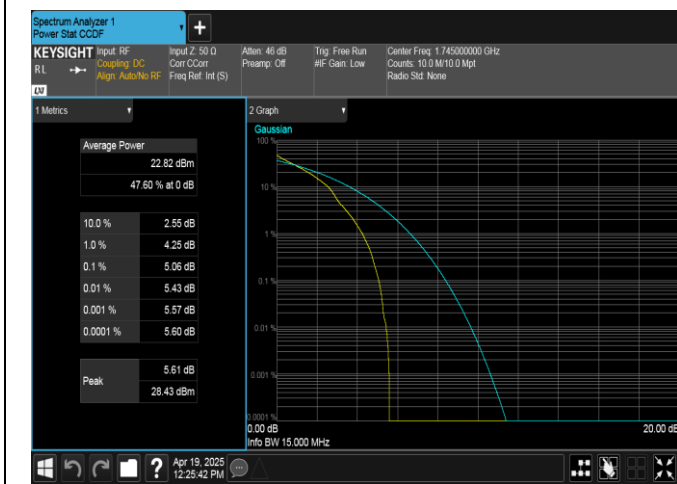 Spectrum Analyzer 1
Power Stat CCDF
+
KEYSIGHT
RL
LXI
Input: RF
Coupling: DC
Align: Auto/No RF
Input Z: 50 Ω
Corr CCorr
Freq Ref: Int (S)
Atten: 46 dB
Preamp: Off
Trig: Free Run
#IF Gain: Low
Center Freq: 1.745000000 GHz
Counts: 10.0 M/10.0 Mpt
Radio Std: None
1 Metrics
Average Power
22.82 dBm
47.60 % at 0 dB
10.0 % 2.55 dB
1.0 % 4.25 dB
0.1 % 5.06 dB
0.01 % 5.43 dB
0.001 % 5.57 dB
0.0001 % 5.60 dB
Peak
5.61 dB
28.43 dBm
2 Graph
Gaussian
100 %
10 %
1 %
0.1 %
0.01 %
0.001 %
0.0001 %
0.00 dB 20.00 dB
Info BW 15.000 MHz
?
Apr 19, 2025
12:25:42 PM